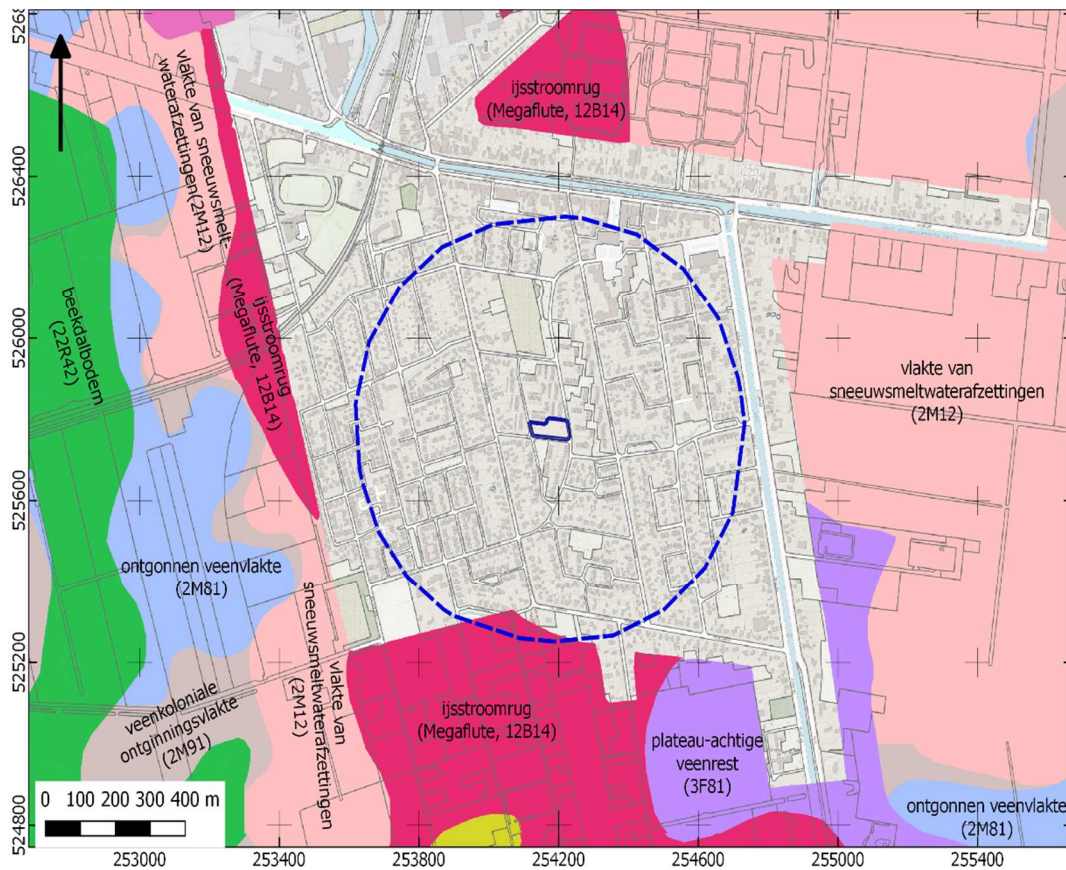 5268
526400
526000
525600
525200
524800
vlakte van sneeuwsmelt-
waterafzettingen(2M12)
ijsstroomrug
(Megaflute, 12B14)
beekdalbodem
(22R42)
ijsstroomrug
(Megaflute, 12B14)
vlakte van
sneeuwsmeltwaterafzettingen
(2M12)
ontgonnen veenvlakte
(2M81)
veenkoloniale
ontginningsvlakte
(2M91)
vlakte van
sneeuwsmeltwaterafzettingen
(2M12)
ijsstroomrug
(Megaflute, 12B14)
plateau-achtige
veenrest
(3F81)
ontgonnen veenvlakte
(2M81)
0 100 200 300 400 m
253000 253400 253800 254200 254600 255000 255400